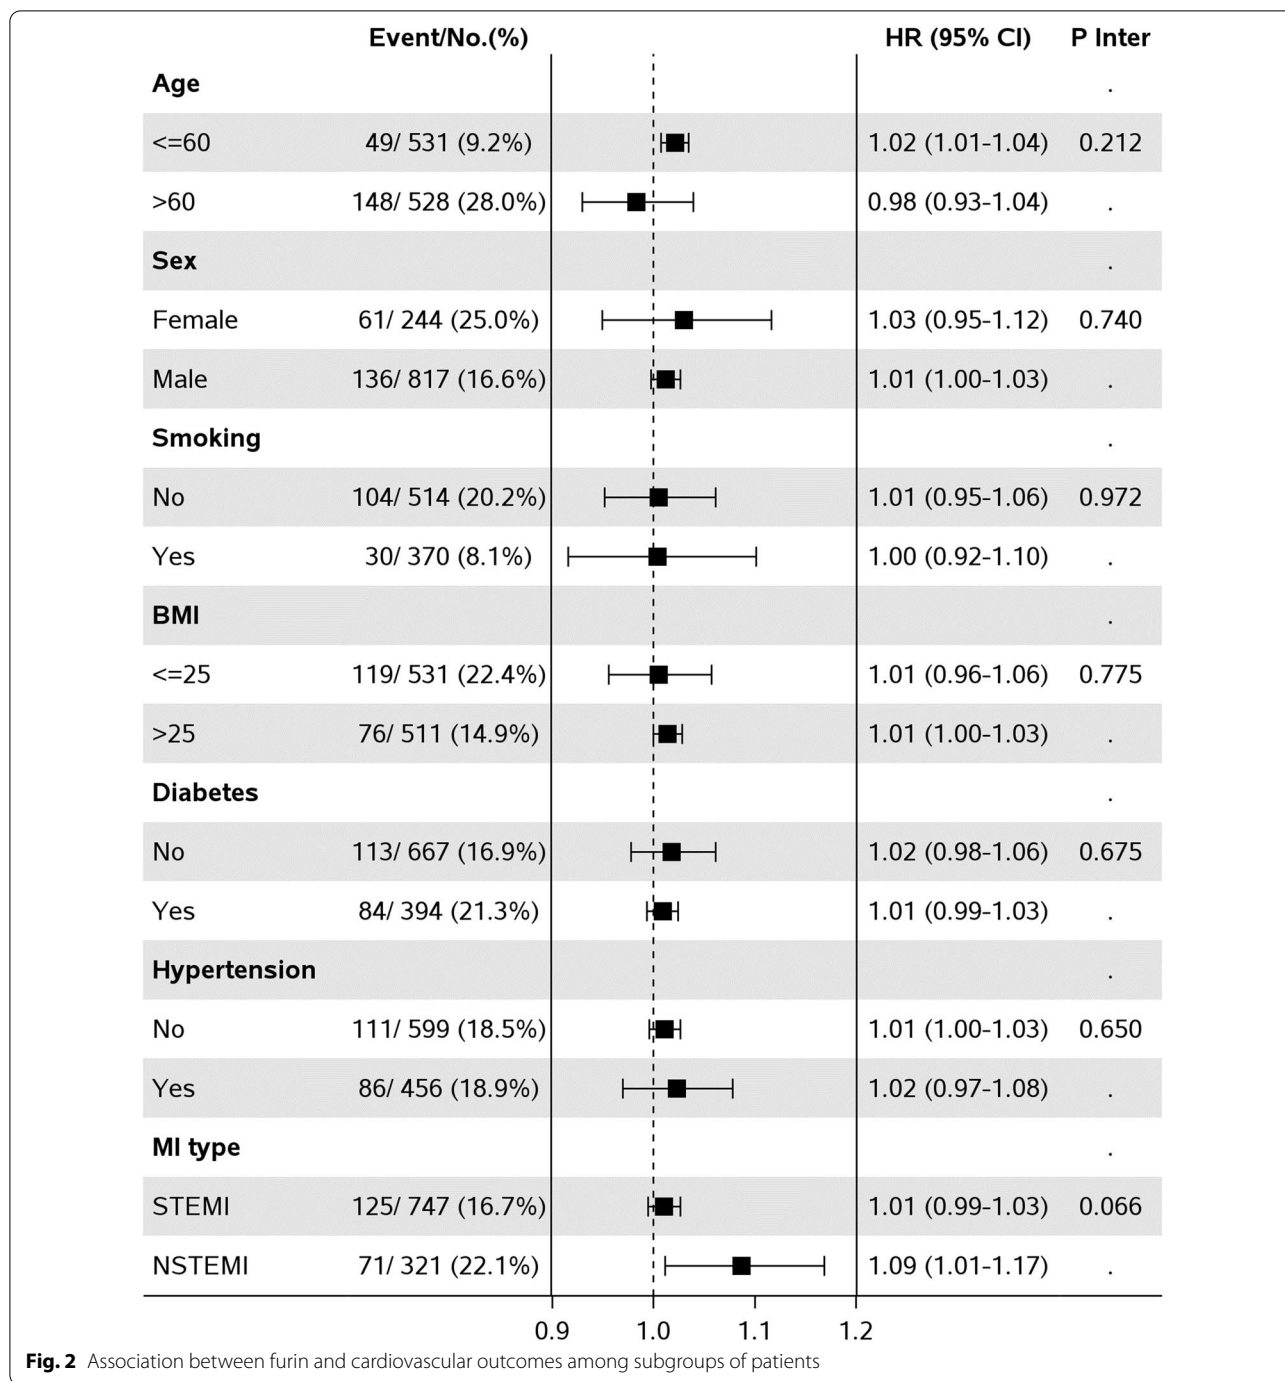 Event/No.(%) HR (95% CI) P Inter
Age .
<=60 49/ 531 (9.2%) 1.02 (1.01-1.04) 0.212
>60 148/ 528 (28.0%) 0.98 (0.93-1.04) .
Sex .
Female 61/ 244 (25.0%) 1.03 (0.95-1.12) 0.740
Male 136/ 817 (16.6%) 1.01 (1.00-1.03) .
Smoking .
No 104/ 514 (20.2%) 1.01 (0.95-1.06) 0.972
Yes 30/ 370 (8.1%) 1.00 (0.92-1.10) .
BMI .
<=25 119/ 531 (22.4%) 1.01 (0.96-1.06) 0.775
>25 76/ 511 (14.9%) 1.01 (1.00-1.03) .
Diabetes .
No 113/ 667 (16.9%) 1.02 (0.98-1.06) 0.675
Yes 84/ 394 (21.3%) 1.01 (0.99-1.03) .
Hypertension .
No 111/ 599 (18.5%) 1.01 (1.00-1.03) 0.650
Yes 86/ 456 (18.9%) 1.02 (0.97-1.08) .
MI type .
STEMI 125/ 747 (16.7%) 1.01 (0.99-1.03) 0.066
NSTEMI 71/ 321 (22.1%) 1.09 (1.01-1.17) .
0.9 1.0 1.1 1.2
Fig. 2 Association between furin and cardiovascular outcomes among subgroups of patients